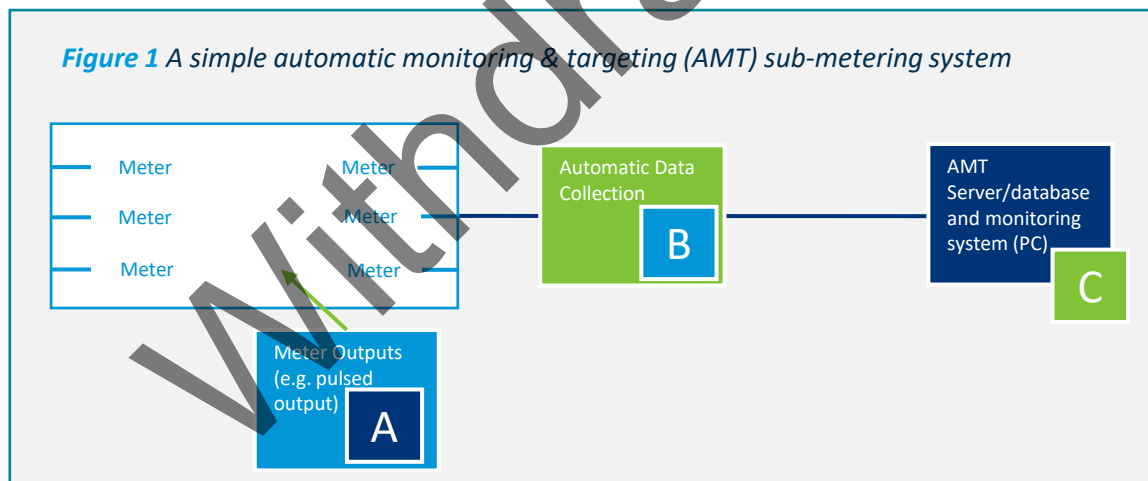 Figure 1 A simple automatic monitoring & targeting (AMT) sub-metering system
Meter Meter
Meter Meter
Meter Meter
Automatic Data
Collection
B
AMT
Server/database
and monitoring
system (PC)
C
Meter Outputs
(e.g. pulsed
output)
A